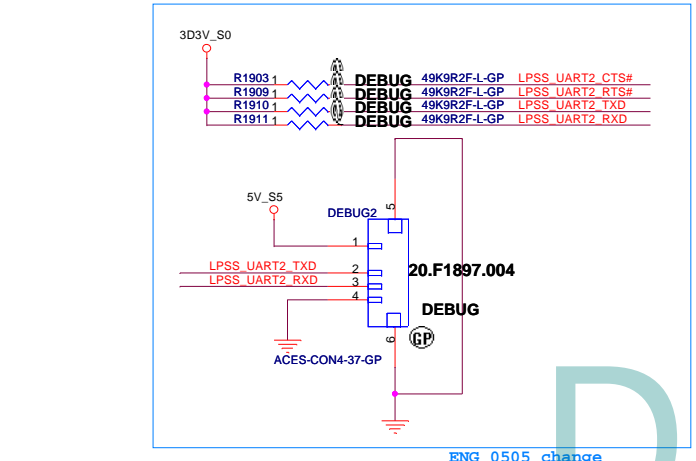 3D3V_S0
R1903 1 DEBUG 49K9R2F-L-GP LPSS_UART2_CTS#
R1909 1 DEBUG 49K9R2F-L-GP LPSS_UART2_RTS#
R1910 1 DEBUG 49K9R2F-L-GP LPSS_UART2_TXD
R1911 1 DEBUG 49K9R2F-L-GP LPSS_UART2_RXD
5V_S5
DEBUG2
5
1
LPSS_UART2_TXD 2
LPSS_UART2_RXD 3
4
20.F1897.004
DEBUG
6
GP
ACES-CON4-37-GP
D
ENG 0505 change